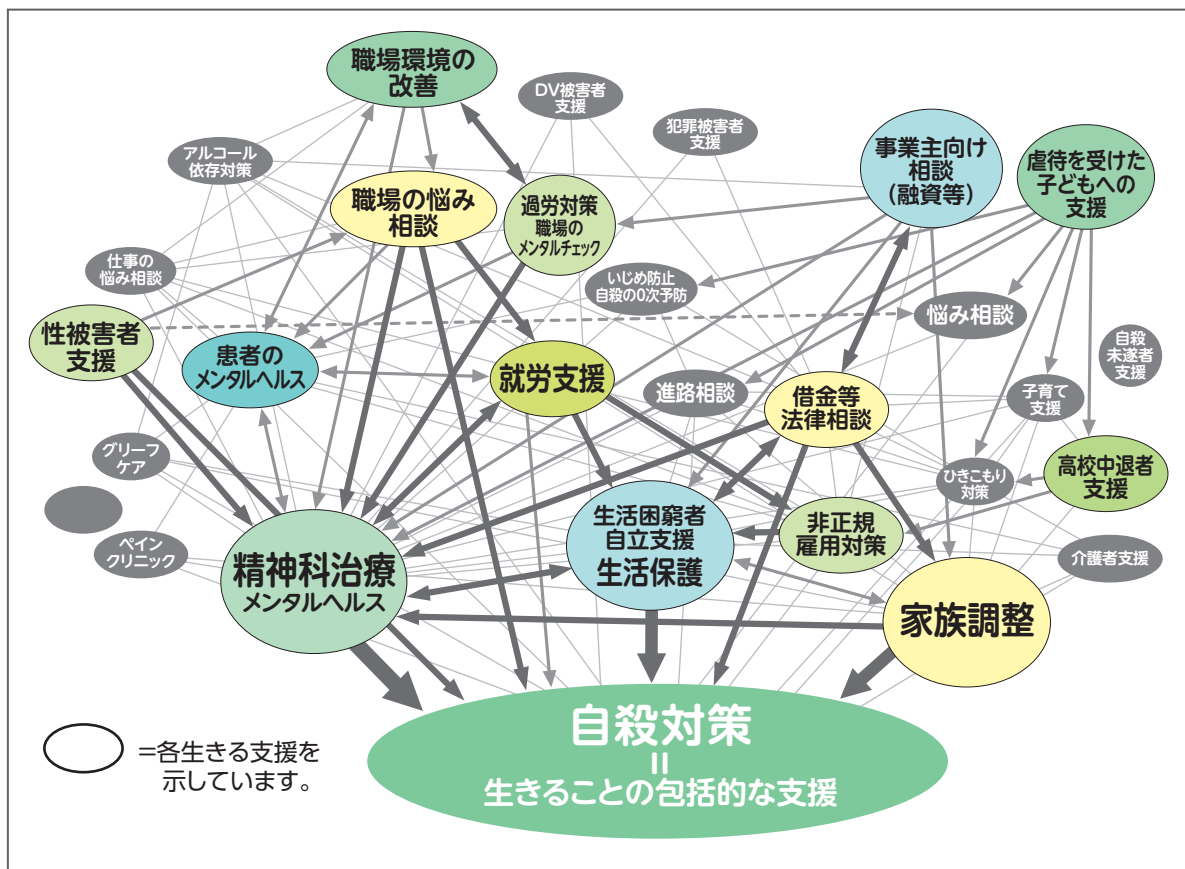 職場環境の
改善
DV被害者
支援
犯罪被害者
支援
アルコール
依存対策
事業主向け
相談
(融資等)
虐待を受けた
子どもへの
支援
職場の悩み
相談
過労対策
職場の
メンタルチェック
仕事の
悩み相談
いじめ防止
自殺の0次予防
悩み相談
性被害者
支援
患者の
メンタルヘルス
就労支援
進路相談
借金等
法律相談
自殺
未遂者
支援
子育て
支援
グリーフ
ケア
ひきこもり
対策
高校中退者
支援
ペイン
クリニック
精神科治療
メンタルヘルス
生活困窮者
自立支援
生活保護
非正規
雇用対策
介護者支援
家族調整
自殺対策
=
生きることの包括的な支援
=各生きる支援を
示しています。